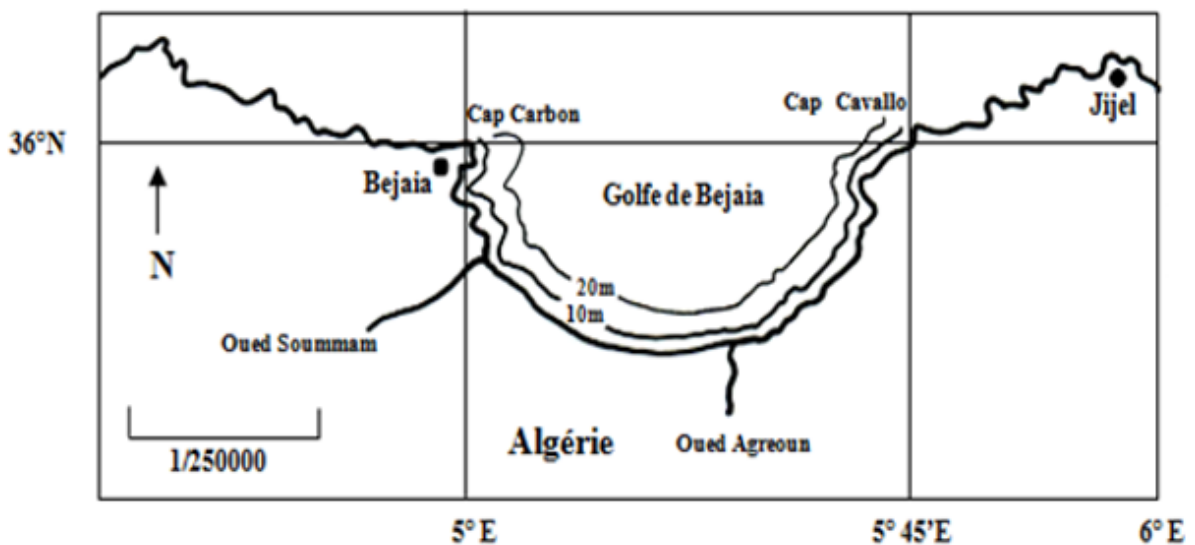 Cap Carbon
Cap Cavallo
Jijel
36°N
Bejaia
Golfe de Bejaia
N
20m
10m
Oued Soummam
Algérie
Oued Agreoun
1/250000
5° E
5° 45’E
6° E